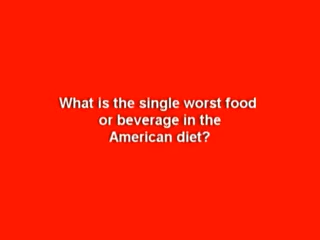 What is the single worst food
or beverage in the
American diet?